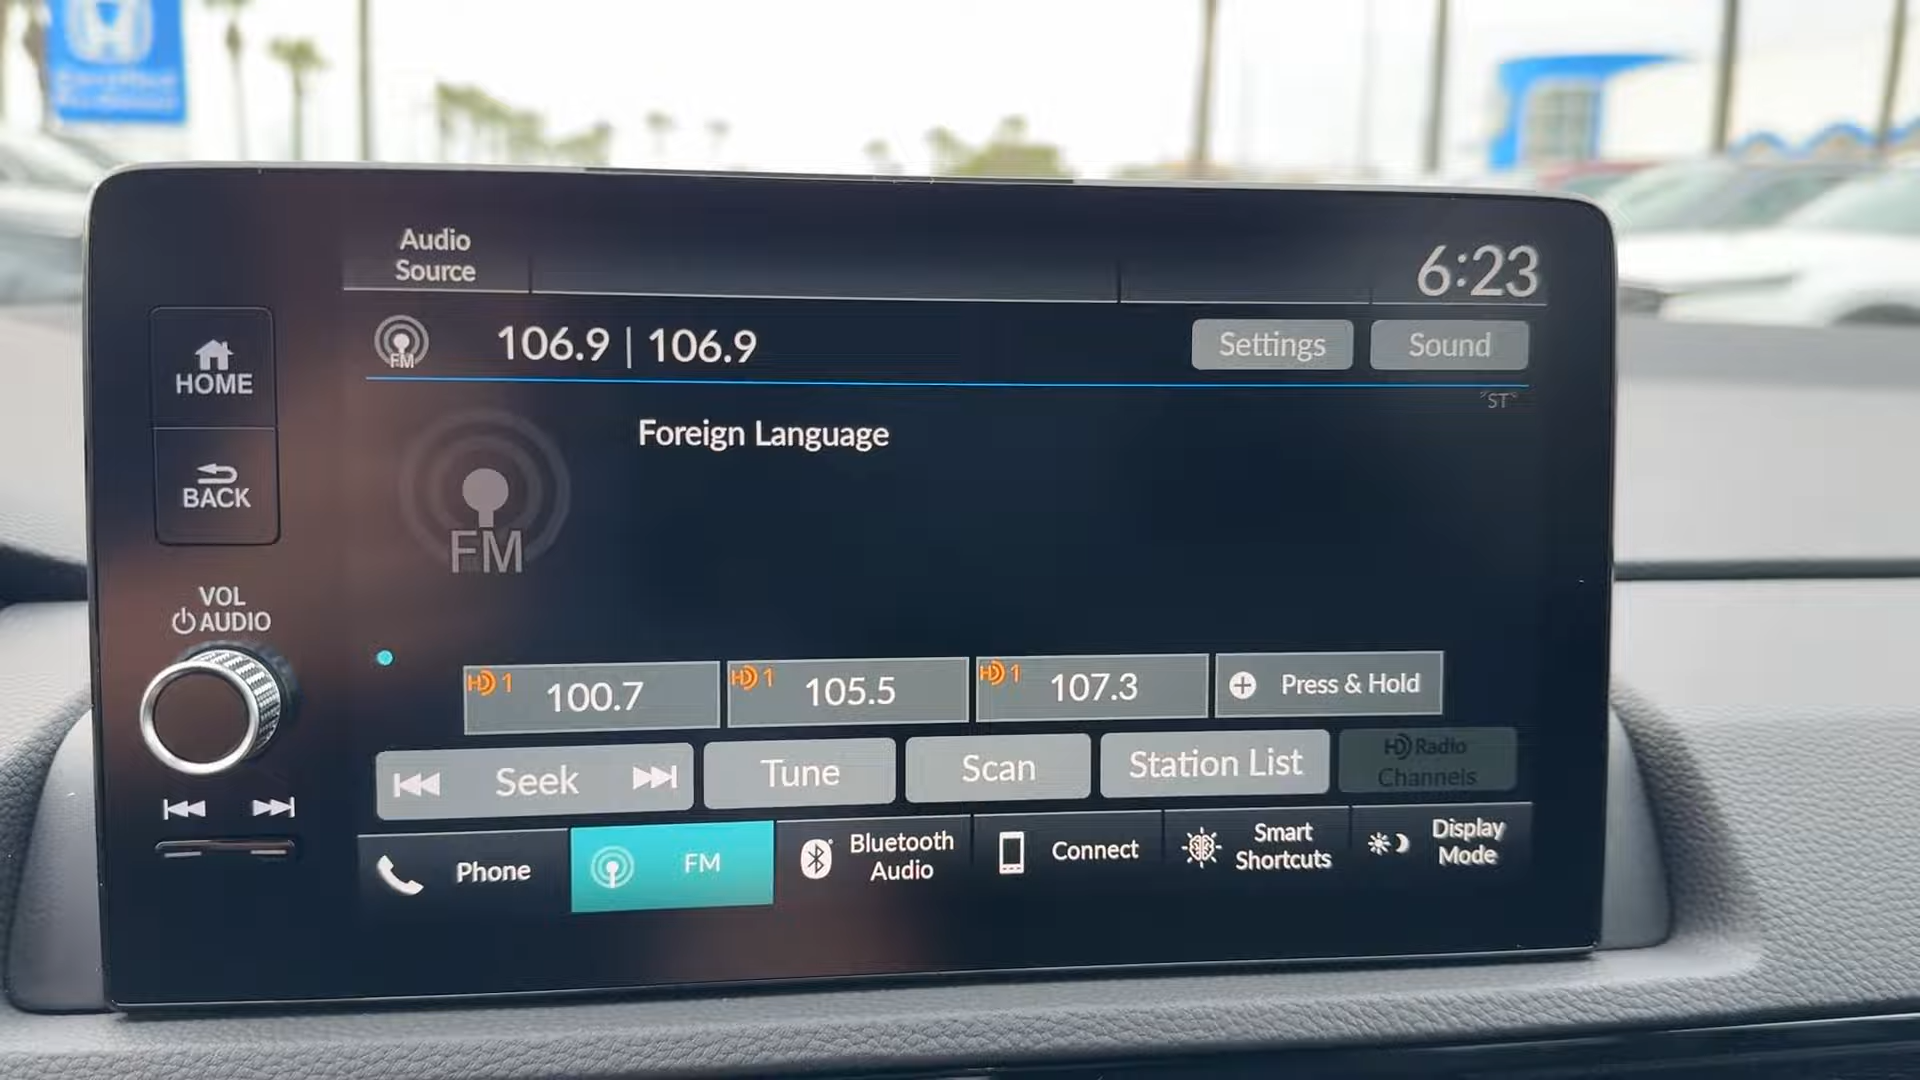 Audio
Source
6:23
FM
106.9 | 106.9
Settings
Sound
ST
HOME
Foreign Language
BACK
FM
VOL
AUDIO
HD 1
100.7
HD 1
105.5
HD 1
107.3
Press & Hold
Seek
Tune
Scan
Station List
HD Radio
Channels
Phone
FM
Bluetooth
Audio
Connect
Smart
Shortcuts
Display
Mode